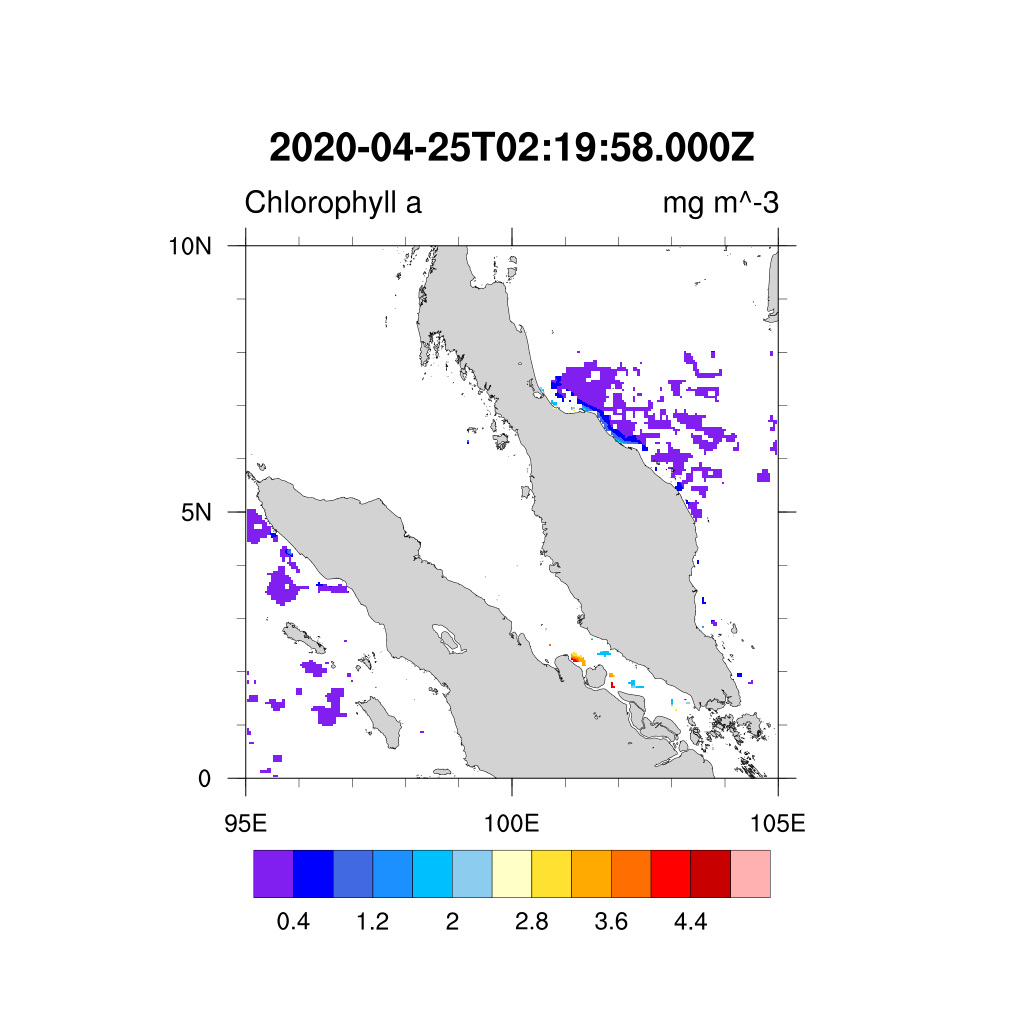 2020-04-25T02:19:58.000Z
Chlorophyll a mg m^-3
10N
5N
0
95E 100E 105E
0.4 1.2 2 2.8 3.6 4.4